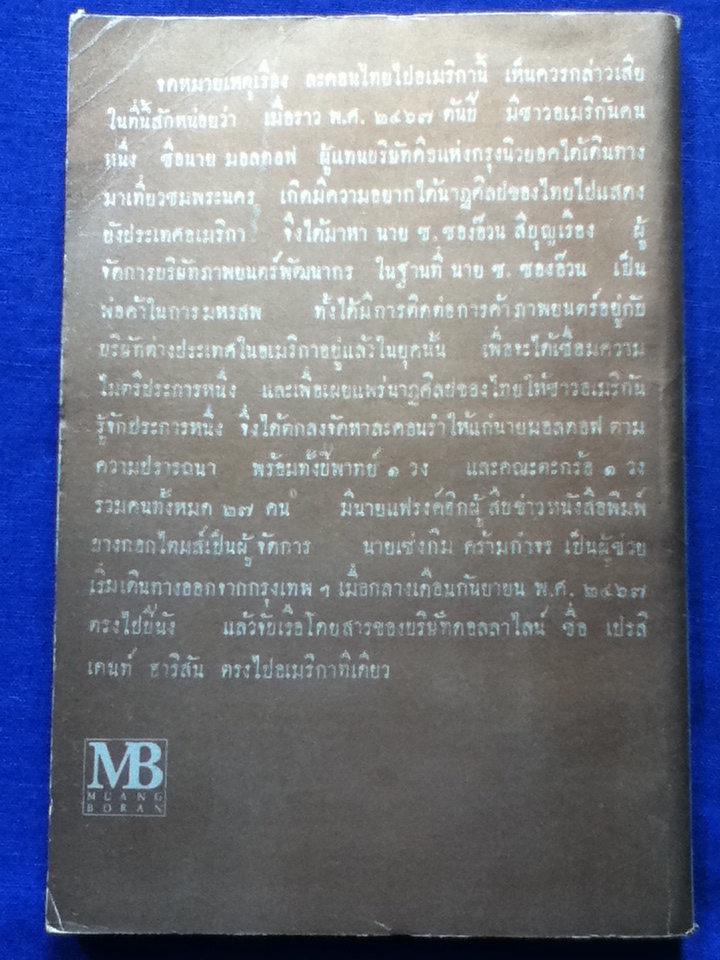 จดหมายเหตุเรื่อง ละคอนไทยไปอเมริกานี้ เห็นควรกล่าวเสีย
ในที่นี้สักหน่อยว่า เมื่อราว พ.ศ. ๒๔๖๗ ต้นปี มีชาวอเมริกันคน
หนึ่ง ชื่อนาย มอลดอฟ ผู้แทนบริษัทคิธแห่งกรุงนิวยอคได้เดินทาง
มาเที่ยวชมพระนคร เกิดมีความอยากได้นาฏศิลปของไทยไปแสดง
ยังประเทศอเมริกา จึงได้มาหา นาย ซ. ซองอ๊วน สีบุญเรือง ผู้
จัดการบริษัทภาพยนตร์พัฒนากร ในฐานที่ นาย ซ. ซองอ๊วน เป็น
พ่อค้าในการมหรสพ ทั้งได้มีการติดต่อการค้าภาพยนตร์อยู่กับ
บริษัทต่างประเทศในอเมริกาอยู่แล้วในยุคนั้น เพื่อจะได้เชื่อมความ
ไมตรีประการหนึ่ง และเพื่อเผยแพร่นาฏศิลปของไทยให้ชาวอเมริกัน
รู้จักประการหนึ่ง จึงได้ตกลงจัดหาละคอนรำให้แก่นายมอลดอฟ ตาม
ความปรารถนา พร้อมทั้งปี่พาทย์ ๑ วง และคณะตะกร้อ ๑ วง
รวมคนทั้งหมด ๒๗ คน มีนายแฟรงค์ฮิกผู้สื่อข่าวหนังสือพิมพ์
บางกอกไตมส์เป็นผู้จัดการ นายเซ่งกิม คร้ามกำจร เป็นผู้ช่วย
เริ่มเดินทางออกจากกรุงเทพ ฯ เมื่อกลางเดือนกันยายน พ.ศ. ๒๔๖๗
ตรงไปปีนัง แล้วจับเรือโดยสารของบริษัทดอลลาไลน์ ชื่อ เปรสิ
เดนท์ ฮาริสัน ตรงไปอเมริกาทีเดียว
MB
MUANG
BORAN